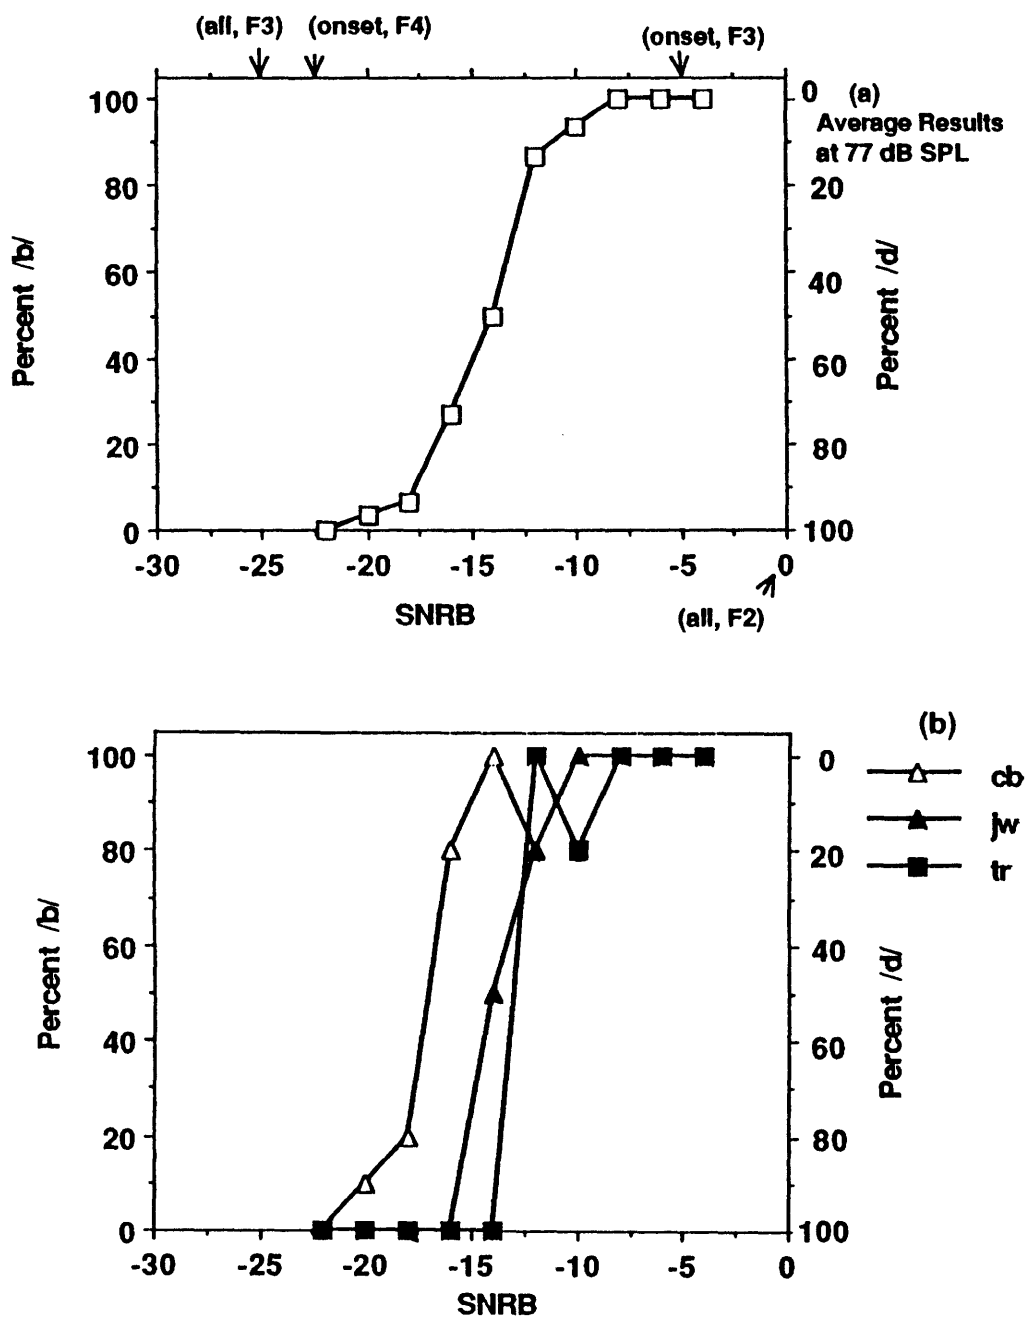 (all, F3) (onset, F4)
(onset, F3)
100
80
60
40
20
0
Percent /b/
0
20
40
60
80
100
Percent /d/
(a)
Average Results
at 77 dB SPL
-30 -25 -20 -15 -10 -5 0
SNRB
(all, F2)
(b)
cb
jw
tr
100
80
60
40
20
0
Percent /b/
0
20
40
60
80
100
Percent /d/
-30 -25 -20 -15 -10 -5 0
SNRB